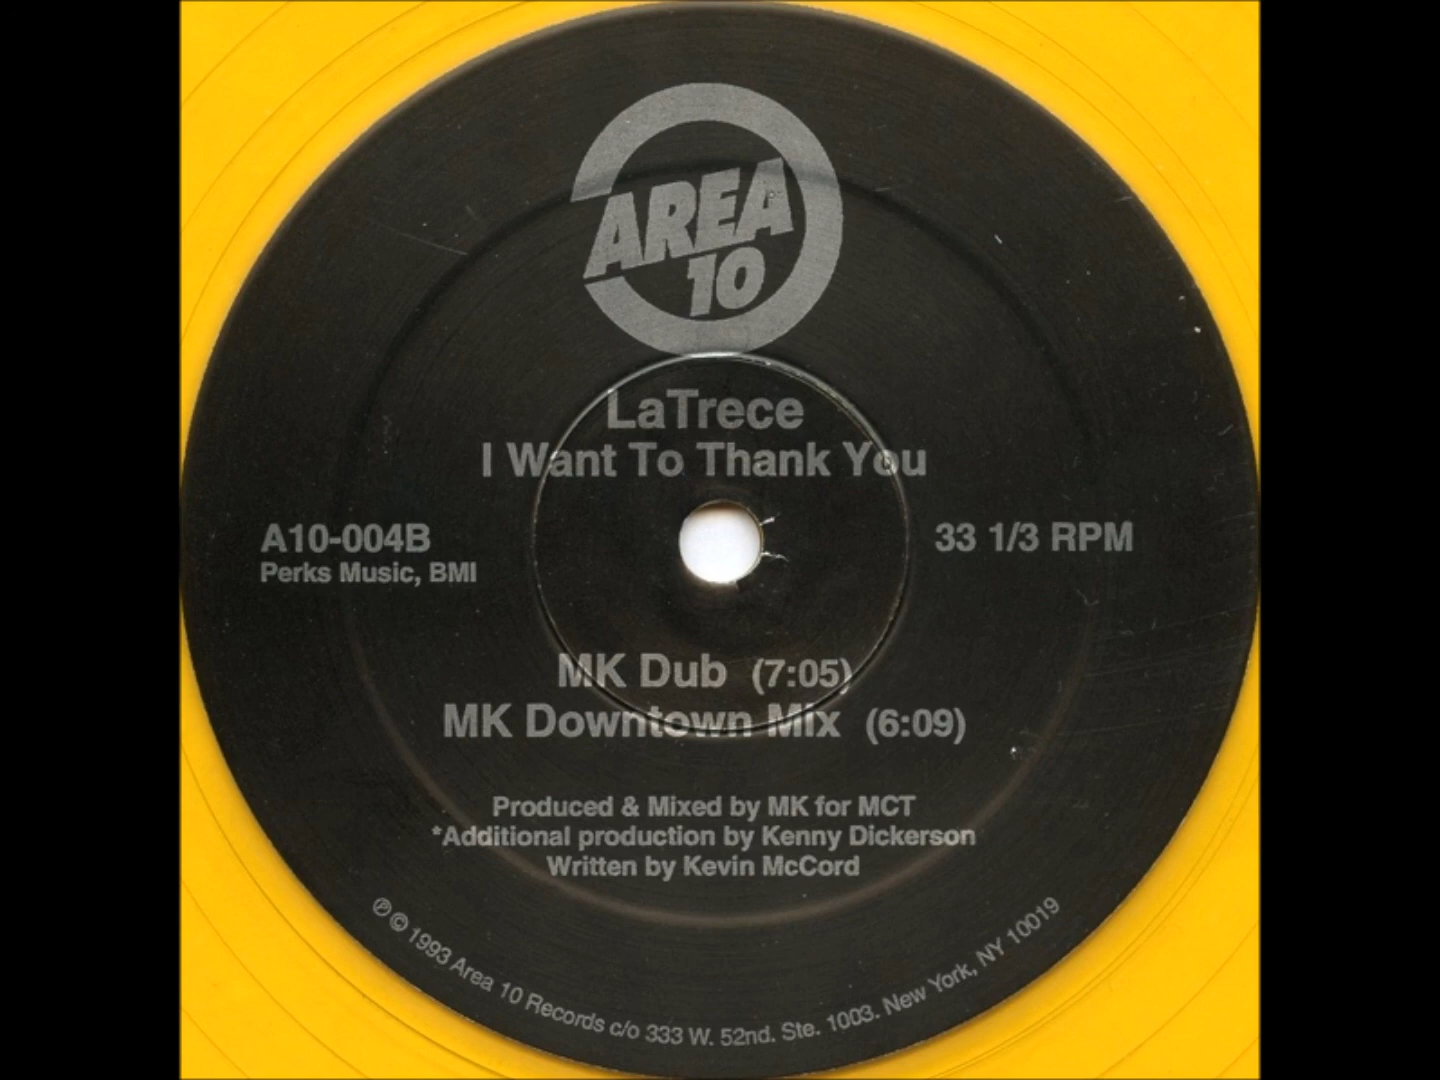 AREA
10
LaTrece
I Want To Thank You
A10-004B
33 1/3 RPM
Perks Music, BMI
MK Dub (7:05)
MK Downtown Mix (6:09)
Produced & Mixed by MK for MCT
*Additional production by Kenny Dickerson
Written by Kevin McCord
℗ © 1993 Area 10 Records c/o 333 W. 52nd. Ste. 1003. New York, NY 10019